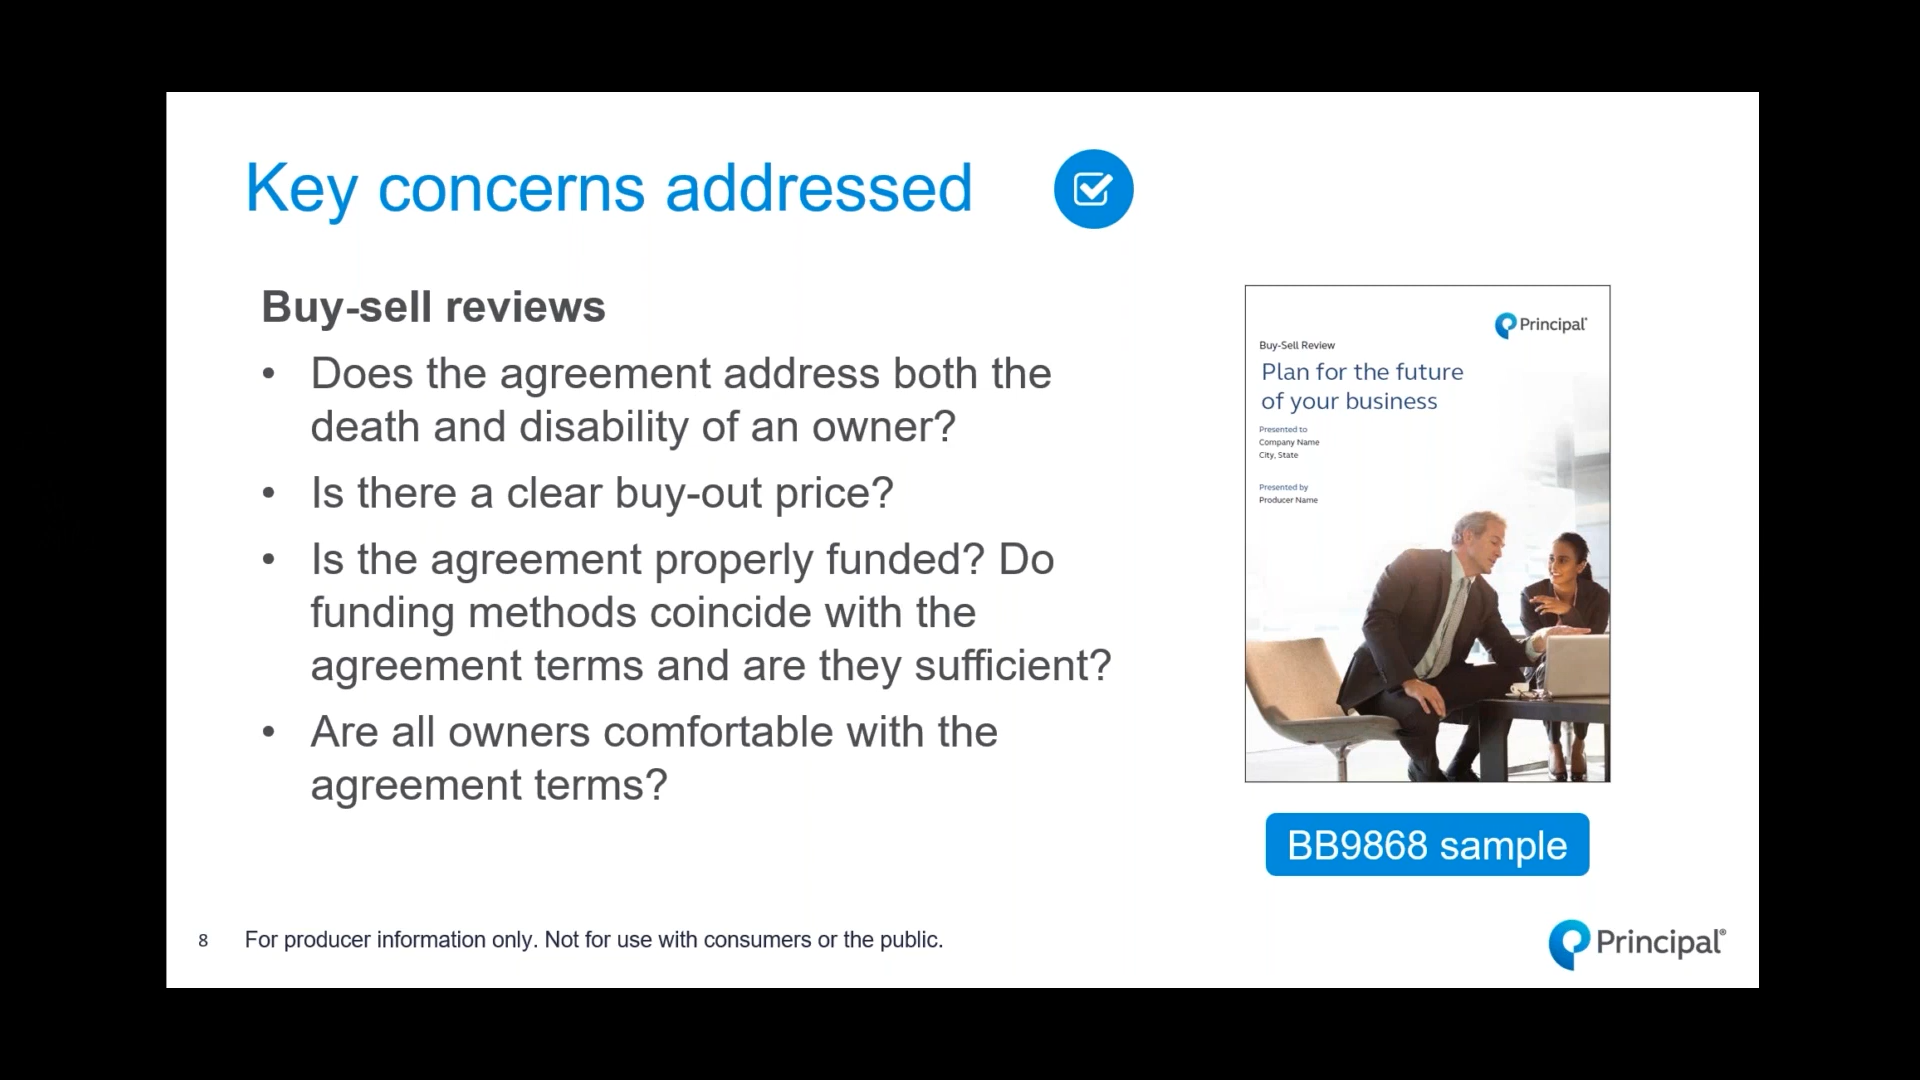 Key concerns addressed
Buy-sell reviews
• Does the agreement address both the
death and disability of an owner?
• Is there a clear buy-out price?
• Is the agreement properly funded? Do
funding methods coincide with the
agreement terms and are they sufficient?
• Are all owners comfortable with the
agreement terms?
Principal®
Buy-Sell Review
Plan for the future
of your business
Presented to
Company Name
City, State
Presented by
Producer Name
BB9868 sample
8 For producer information only. Not for use with consumers or the public.
Principal®